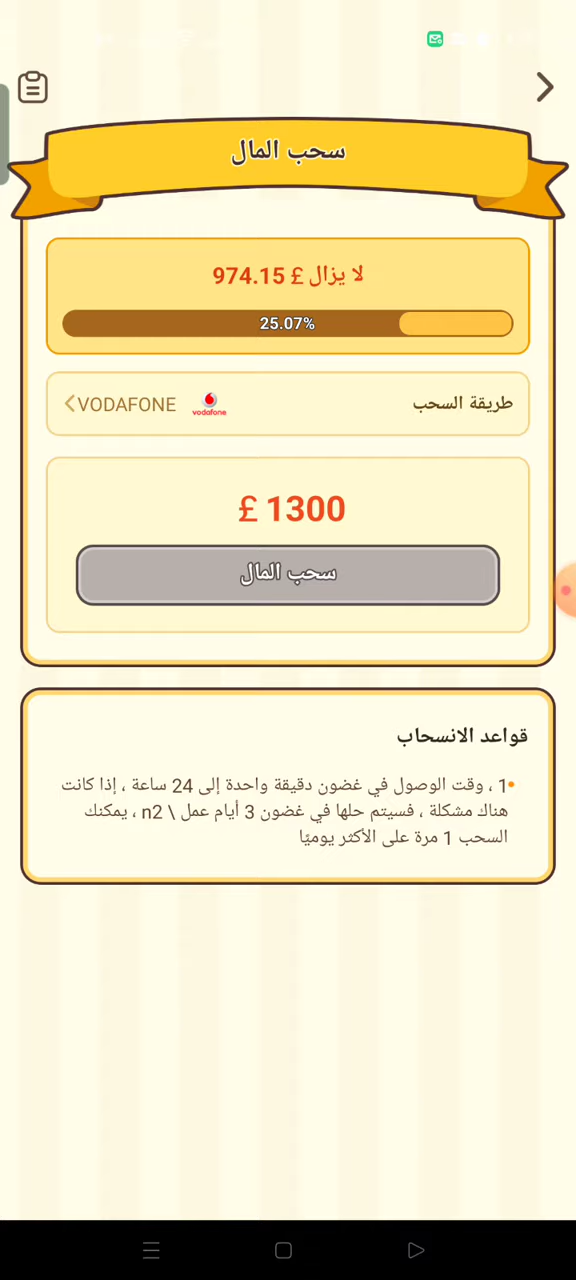 سحب المال
لا يزال £ 974.15
25.07%
طريقة السحب
vodafone
VODAFONE
£ 1300
سحب المال
قواعد الانسحاب
1 ، وقت الوصول في غضون دقيقة واحدة إلى 24 ساعة ، إذا كانت
هناك مشكلة ، فسيتم حلها في غضون 3 أيام عمل \ n2 ، يمكنك
السحب 1 مرة على الأكثر يوميًا